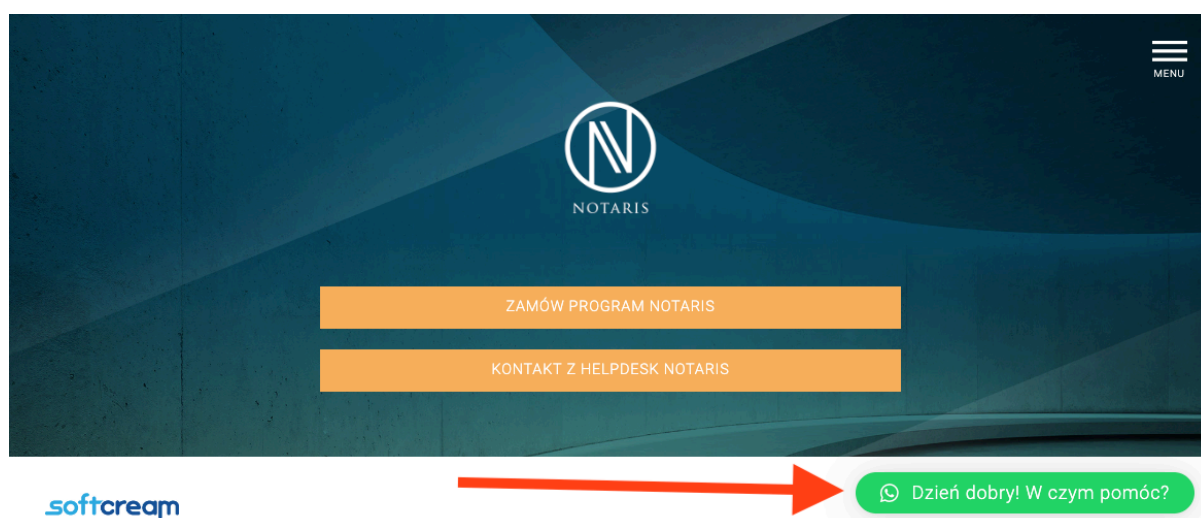 MENU
NOTARIS
ZAMÓW PROGRAM NOTARIS
KONTAKT Z HELPDESK NOTARIS
softcream
Dzień dobry! W czym pomóc?